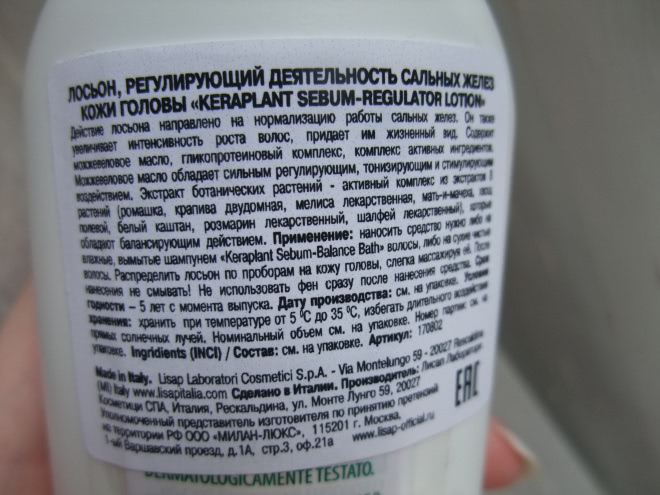 ЛОСЬОН, РЕГУЛИРУЮЩИЙ ДЕЯТЕЛЬНОСТЬ САЛЬНЫХ ЖЕЛЕЗ
КОЖИ ГОЛОВЫ «KERAPLANT SEBUM-REGULATOR LOTION»
Действие лосьона направлено на нормализацию работы сальных желез. Он также
увеличивает интенсивность роста волос, придает им жизненный вид. Содержит
можжевеловое масло, гликопротеиновый комплекс, комплекс активных ингредиентов.
Можжевеловое масло обладает сильным регулирующим, тонизирующим и стимулирующим
воздействием. Экстракт ботанических растений - активный комплекс из экстрактов 8
растений (ромашка, крапива двудомная, мелиса лекарственная, мать-и-мачеха, хвощ
полевой, белый каштан, розмарин лекарственный, шалфей лекарственный), которые
обладают балансирующим действием. Применение: наносить средство нужно либо на
влажные, вымытые шампунем «Keraplant Sebum-Balance Bath» волосы, либо на сухие чистые
волосы. Распределить лосьон по проборам на кожу головы, слегка массажируя её. После
нанесения не смывать! Не использовать фен сразу после нанесения средства. Срок
годности – 5 лет с момента выпуска. Дату производства: см. на упаковке. Условия
хранения: хранить при температуре от 5 ⁰C до 35 ⁰C, избегать длительного воздействия
прямых солнечных лучей. Номинальный объем см. на упаковке. Номер партии: см. на
упаковке. Ingridients (INCI) / Состав: см. на упаковке. Артикул: 170802
Made in Italy. Lisap Laboratori Cosmetici S.p.A. - Via Montelungo 59 - 20027 Rescaldina
(MI) Italy www.lisapitalia.com Сделано в Италии. Производитель: Лисап Лаборатори
Косметици СПА, Италия, Рескальдина, ул. Монте Лунго 59, 20027
Уполномоченный представитель изготовителя по принятию претензий
на территории РФ ООО «МИЛАН-ЛЮКС», 115201 г. Москва,
1-ый Варшавский проезд, д.1А, стр.3, оф.21а www.lisap-official.ru
EAC
DERMATOLOGICAMENTE TESTATO.